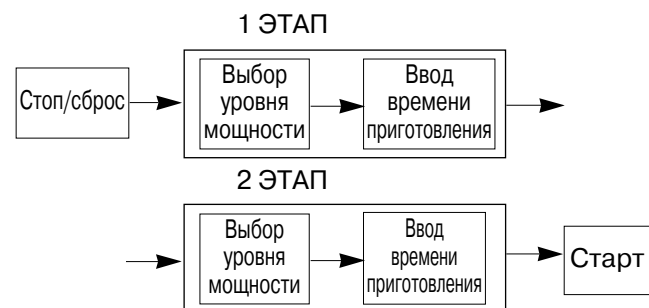 1 ЭТАП
Стоп/сброс
Выбор
уровня
мощности
Ввод
времени
приготовления
2 ЭТАП
Выбор
уровня
мощности
Ввод
времени
приготовления
Старт